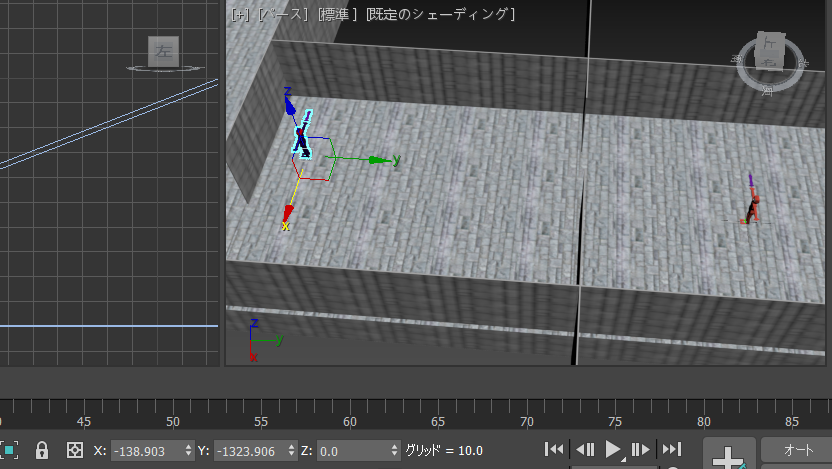 [+] [パース] [標準 ] [既定のシェーディング]
左
上
z
y
x
z
y
x
45 50 55 60 65 70 75 80 85
X: -138.903 Y: -1323.906 Z: 0.0 グリッド = 10.0
オート